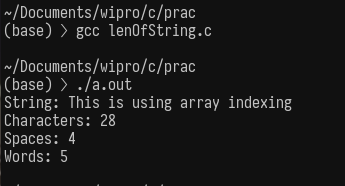 ~/Documents/wipro/c/prac
(base) > gcc lenOfString.c
~/Documents/wipro/c/prac
(base) > ./a.out
String: This is using array indexing
Characters: 28
Spaces: 4
Words: 5